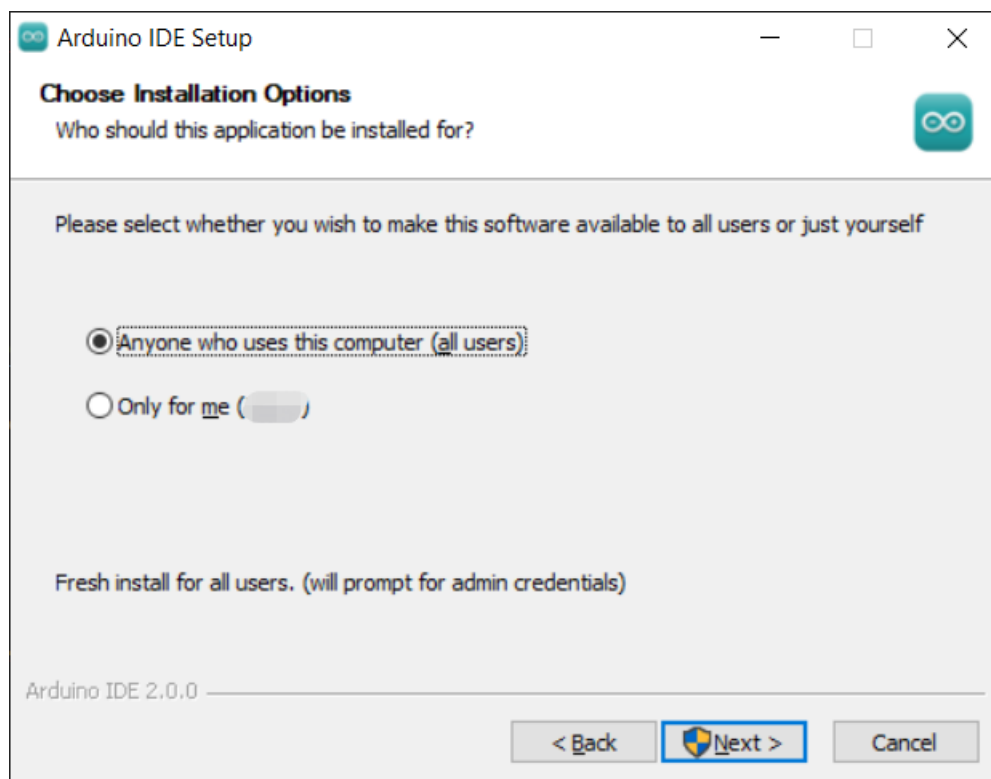 Arduino IDE Setup
Choose Installation Options
Who should this application be installed for?
Please select whether you wish to make this software available to all users or just yourself
Anyone who uses this computer (all users)
Only for me ( )
Fresh install for all users. (will prompt for admin credentials)
Arduino IDE 2.0.0
< Back Next > Cancel